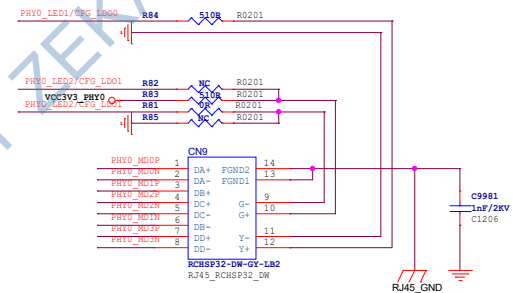 PHY0_LED1/CFG_LDO0 R84 510R R0201
PHY0_LED2/CFG_LDO1 R82 NC R0201
VCC3V3_PHY0 R83 510R R0201
PHY0_LED2/CFG_LDO1 R81 0R R0201
R85 NC R0201
CN9
PHY0_MD0P 1 DA+ FGND2 14
PHY0_MD0N 2 DA- FGND1 13
PHY0_MD1P 3 DB+
PHY0_MD2P 4 DC+ G- 9
PHY0_MD2N 5 DC- G+ 10
PHY0_MD1N 6 DB-
PHY0_MD3P 7 DD+ Y- 11
PHY0_MD3N 8 DD- Y+ 12
RCHSP32-DW-GY-LB2
RJ45_RCHSP32_DW
C9981
1nF/2KV
C1206
RJ45_GND
ZEKA